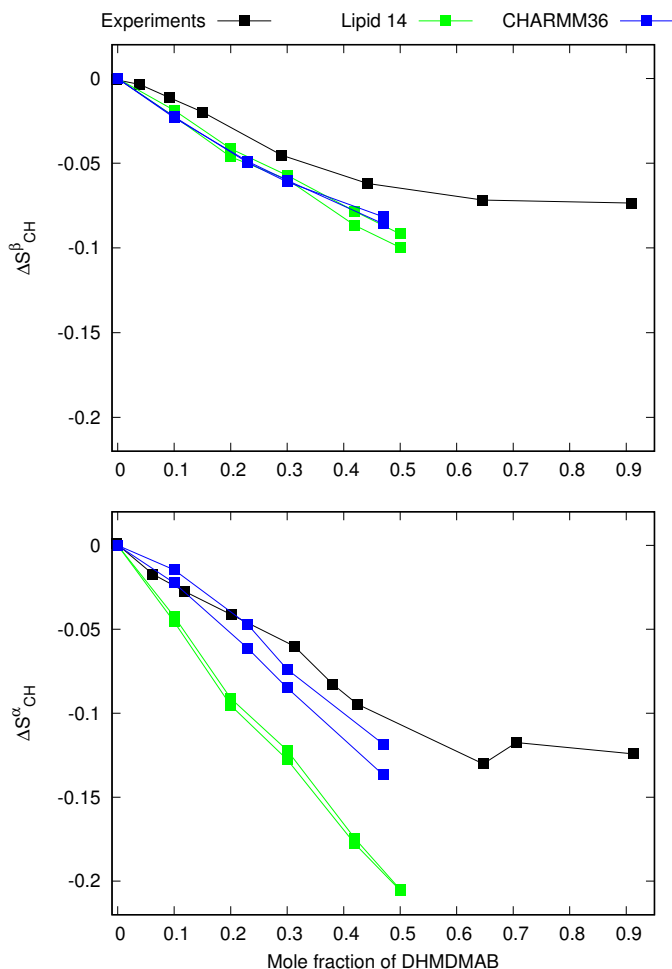 Experiments Lipid 14 CHARMM36
0
-0.05
-0.1
-0.15
-0.2
ΔS^β_CH
0 0.1 0.2 0.3 0.4 0.5 0.6 0.7 0.8 0.9
0
-0.05
-0.1
-0.15
-0.2
ΔS^α_CH
0 0.1 0.2 0.3 0.4 0.5 0.6 0.7 0.8 0.9
Mole fraction of DHMDMAB